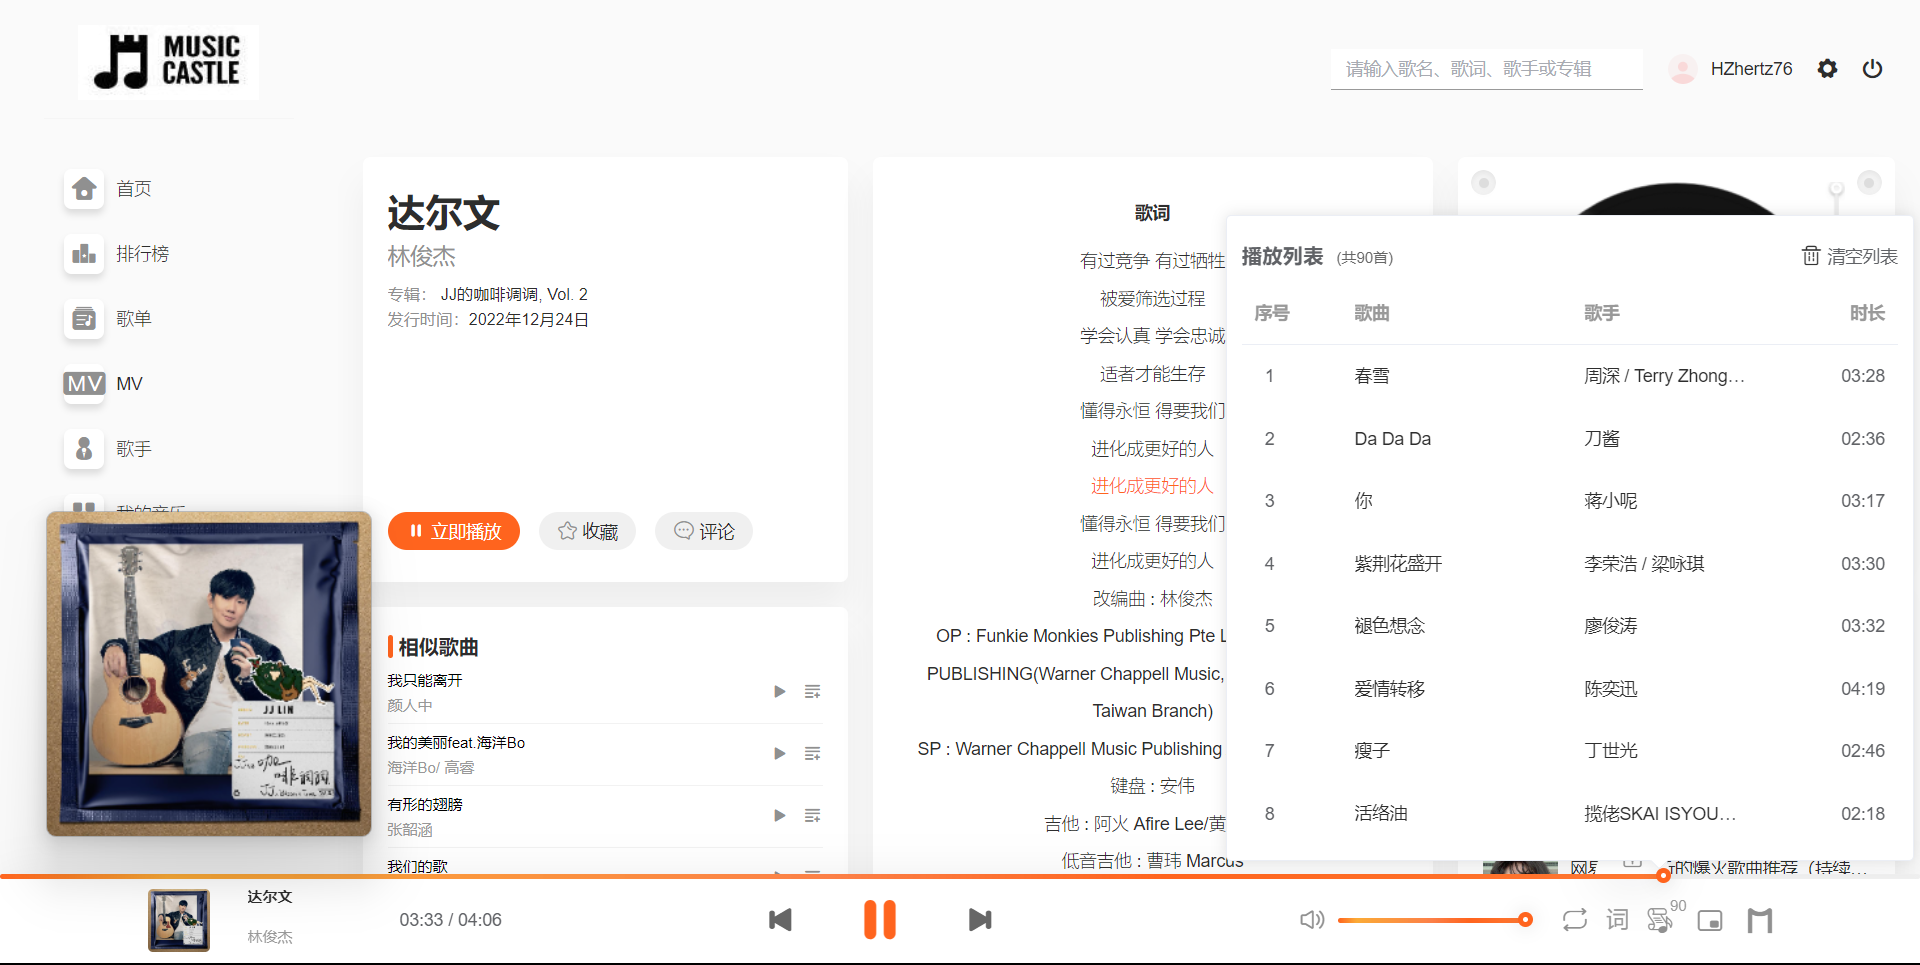 MUSIC
CASTLE
请输入歌名、歌词、歌手或专辑
HZhertz76
首页
排行榜
歌单
MV MV
歌手
我的音乐
达尔文
林俊杰
专辑： JJ的咖啡调调, Vol. 2
发行时间：2022年12月24日
立即播放
收藏
评论
相似歌曲
我只能离开
颜人中
我的美丽feat.海洋Bo
海洋Bo/ 高睿
有形的翅膀
张韶涵
我们的歌
歌词
有过竞争 有过牺牲
被爱筛选过程
学会认真 学会忠诚
适者才能生存
懂得永恒 得要我们
进化成更好的人
进化成更好的人
懂得永恒 得要我们
进化成更好的人
改编曲 : 林俊杰
OP : Funkie Monkies Publishing Pte L
PUBLISHING(Warner Chappell Music,
Taiwan Branch)
SP : Warner Chappell Music Publishing
键盘 : 安伟
吉他 : 阿火 Afire Lee/黄
低音吉他 : 曹玮 Marcus
播放列表 (共90首)
清空列表
序号 歌曲 歌手 时长
1 春雪 周深 / Terry Zhong... 03:28
2 Da Da Da 刀酱 02:36
3 你 蒋小呢 03:17
4 紫荆花盛开 李荣浩 / 梁咏琪 03:30
5 褪色想念 廖俊涛 03:32
6 爱情转移 陈奕迅 04:19
7 瘦子 丁世光 02:46
8 活络油 揽佬SKAI ISYOU... 02:18
的爆火歌曲推荐（持续...
JJ LIN
达尔文
林俊杰
03:33 / 04:06
词
90